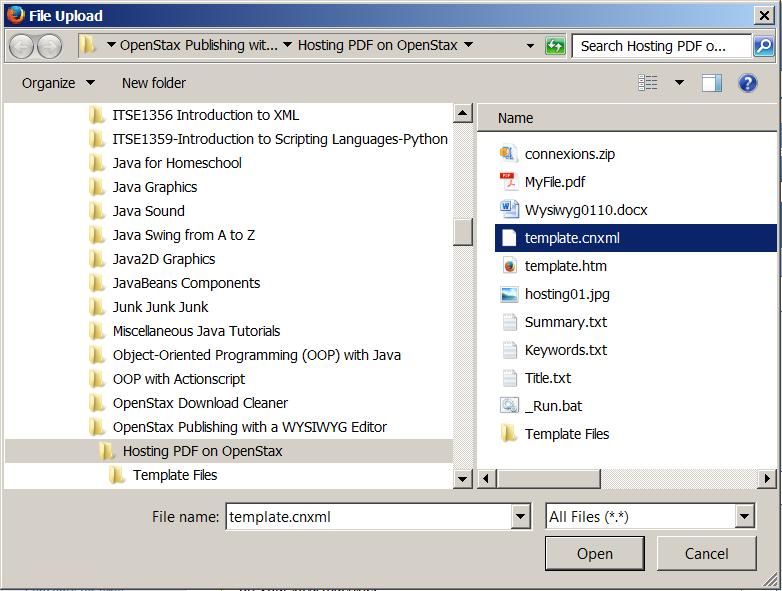 File Upload
OpenStax Publishing wit... Hosting PDF on OpenStax Search Hosting PDF o...
Organize New folder
ITSE1356 Introduction to XML
ITSE1359-Introduction to Scripting Languages-Python
Java for Homeschool
Java Graphics
Java Sound
Java Swing from A to Z
Java2D Graphics
JavaBeans Components
Junk Junk Junk
Miscellaneous Java Tutorials
Object-Oriented Programming (OOP) with Java
OOP with Actionscript
OpenStax Download Cleaner
OpenStax Publishing with a WYSIWYG Editor
Hosting PDF on OpenStax
Template Files
Name
connexions.zip
MyFile.pdf
Wysiwyg0110.docx
template.cnxml
template.htm
hosting01.jpg
Summary.txt
Keywords.txt
Title.txt
_Run.bat
Template Files
File name: template.cnxml All Files (*.*)
Open Cancel